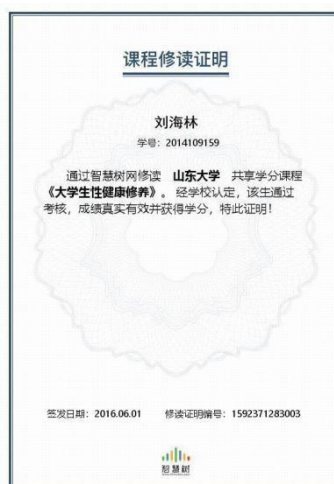 课程修读证明
刘海林
学号：2014109159
通过智慧树网修读 山东大学 共享学分课程
《大学生性健康修养》。经学校认定，该生通过
考核，成绩真实有效并获得学分，特此证明！
签发日期：2016.06.01 修读证明编号：1592371283003
智慧树